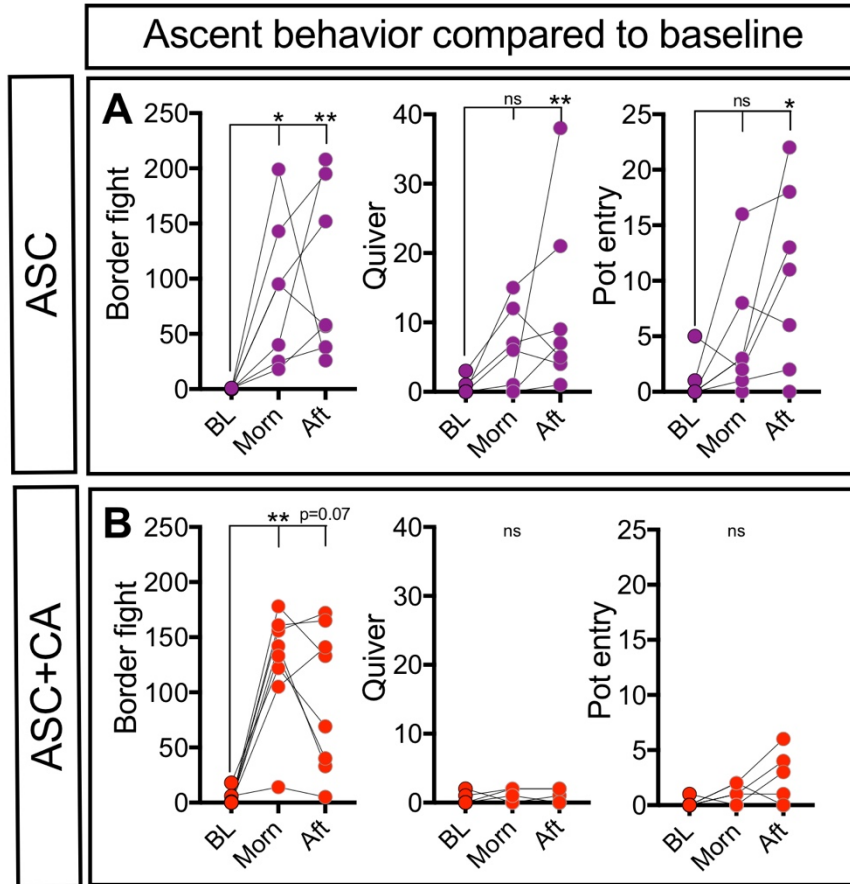 Ascent behavior compared to baseline
ASC
A
Border fight
250
200
150
100
50
0
* **
BL Morn Aft
Quiver
40
30
20
10
0
ns **
BL Morn Aft
Pot entry
25
20
15
10
5
0
ns *
BL Morn Aft
ASC+CA
B
Border fight
250
200
150
100
50
0
** p=0.07
BL Morn Aft
Quiver
40
30
20
10
0
ns
BL Morn Aft
Pot entry
25
20
15
10
5
0
ns
BL Morn Aft